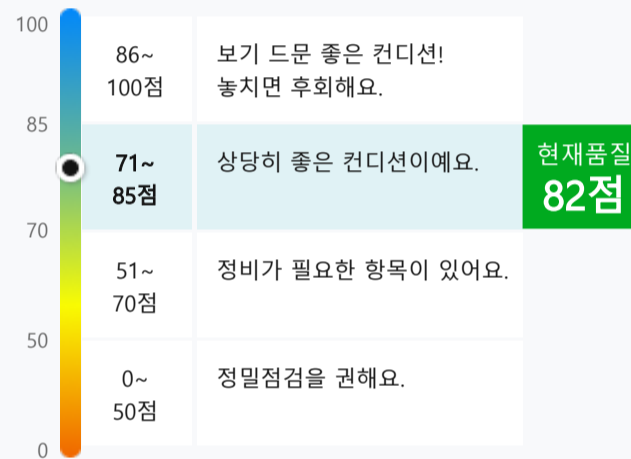 100
86~
100점
보기 드문 좋은 컨디션!
놓치면 후회해요.
85
71~
85점
상당히 좋은 컨디션이예요.
현재품질
82점
70
51~
70점
정비가 필요한 항목이 있어요.
50
0~
50점
정밀점검을 권해요.
0